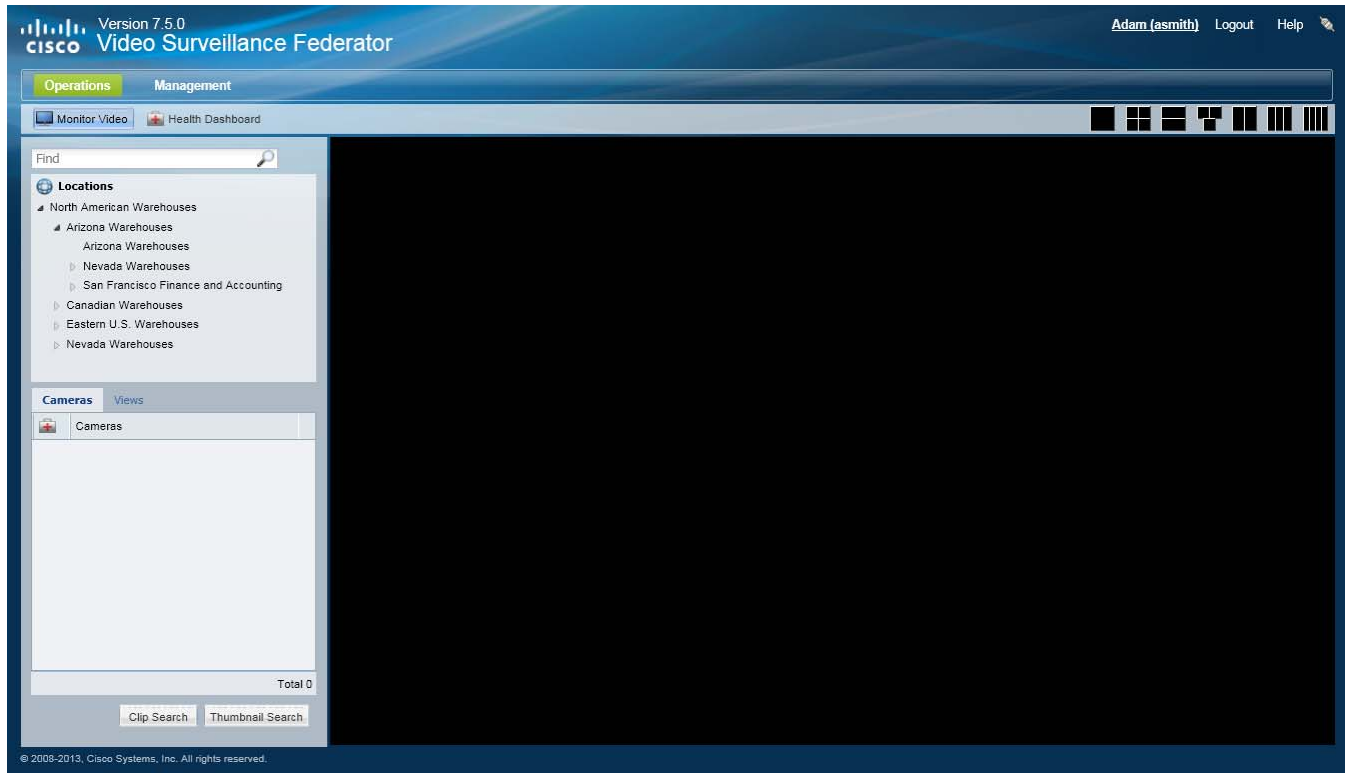 Version 7.5.0
CISCO Video Surveillance Federator
Adam (asmith) Logout Help
Operations Management
Monitor Video Health Dashboard
Find
Locations
North American Warehouses
Arizona Warehouses
Arizona Warehouses
Nevada Warehouses
San Francisco Finance and Accounting
Canadian Warehouses
Eastern U.S. Warehouses
Nevada Warehouses
Cameras Views
Cameras
Total 0
Clip Search Thumbnail Search
© 2008-2013, Cisco Systems, Inc. All rights reserved.